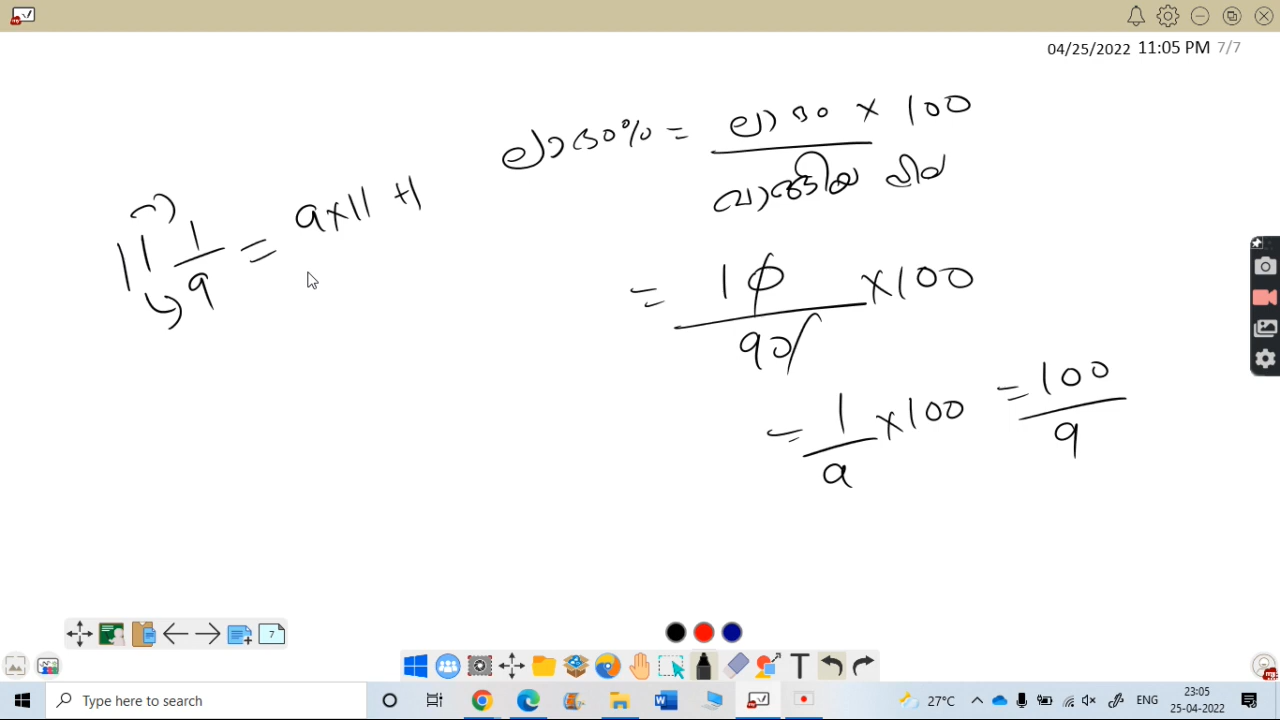 04/25/2022 11:05 PM 7/7
ലാഭ% = ലാഭ × 100
വാങ്ങിയ വില
11 1/9 = 9×11 +1
= 10/90 ×100
= 1/9 ×100 = 100/9
7
T
Type here to search
27°C
ENG
23:05
25-04-2022